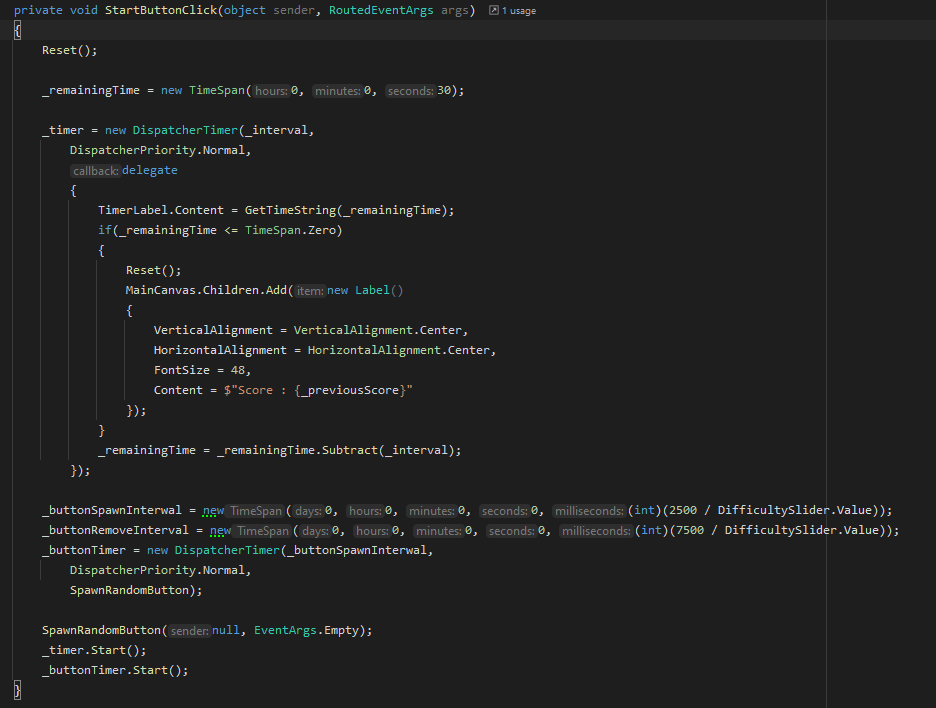 private void StartButtonClick(object sender, RoutedEventArgs args) 1 usage
{
Reset();
_remainingTime = new TimeSpan(hours: 0, minutes: 0, seconds: 30);
_timer = new DispatcherTimer(_interval,
DispatcherPriority.Normal,
callback: delegate
{
TimerLabel.Content = GetTimeString(_remainingTime);
if(_remainingTime <= TimeSpan.Zero)
{
Reset();
MainCanvas.Children.Add(item: new Label()
{
VerticalAlignment = VerticalAlignment.Center,
HorizontalAlignment = HorizontalAlignment.Center,
FontSize = 48,
Content = $"Score : {_previousScore}"
});
}
_remainingTime = _remainingTime.Subtract(_interval);
});
_buttonSpawnInterwal = new TimeSpan(days: 0, hours: 0, minutes: 0, seconds: 0, milliseconds: (int)(2500 / DifficultySlider.Value));
_buttonRemoveInterval = new TimeSpan(days: 0, hours: 0, minutes: 0, seconds: 0, milliseconds: (int)(7500 / DifficultySlider.Value));
_buttonTimer = new DispatcherTimer(_buttonSpawnInterwal,
DispatcherPriority.Normal,
SpawnRandomButton);
SpawnRandomButton(sender: null, EventArgs.Empty);
_timer.Start();
_buttonTimer.Start();
}